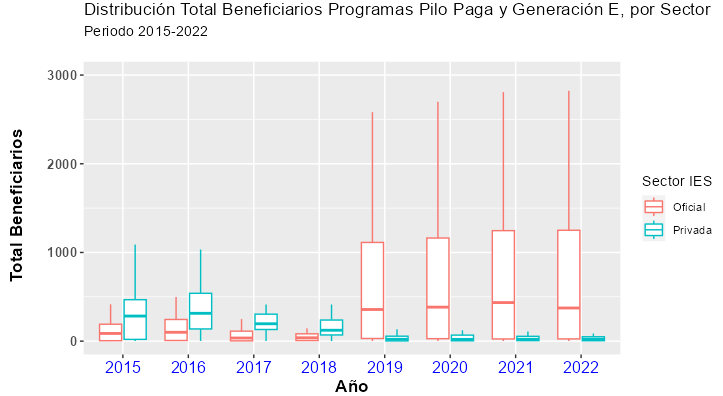 Distribución Total Beneficiarios Programas Pilo Paga y Generación E, por Sector
Periodo 2015-2022
Total Beneficiarios
3000
2000
1000
0
2015 2016 2017 2018 2019 2020 2021 2022
Año
Sector IES
Oficial
Privada